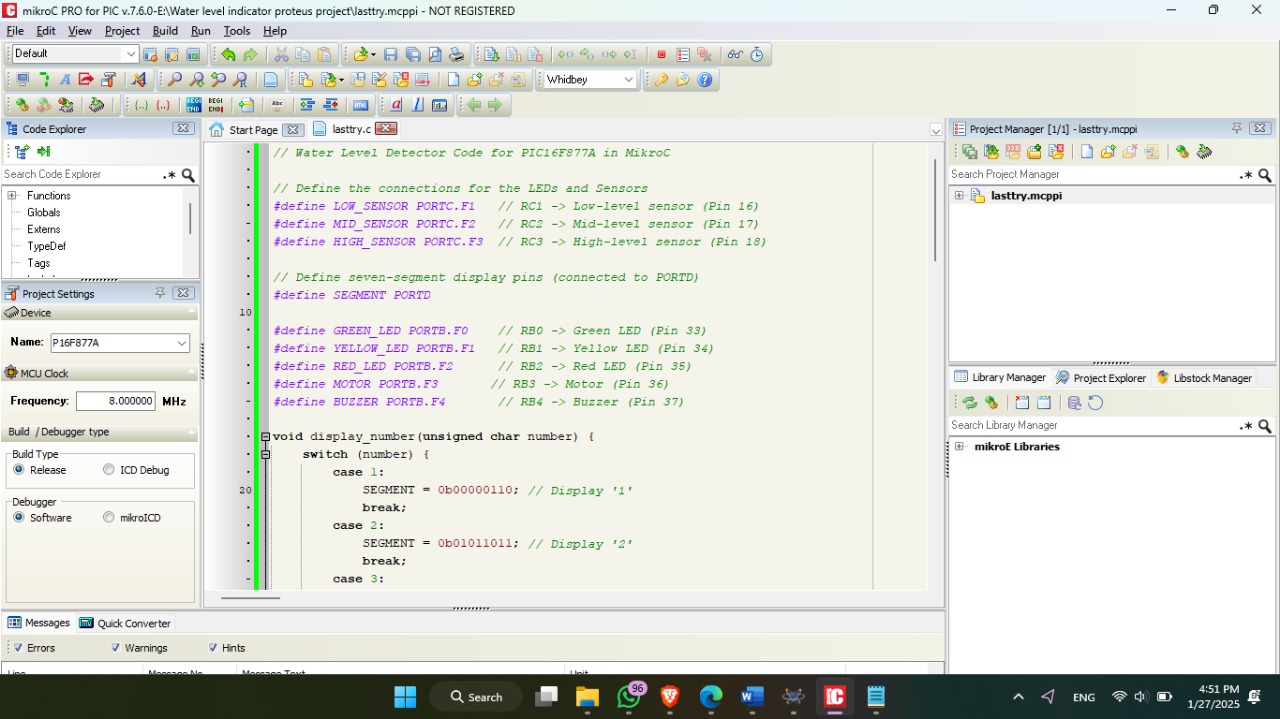 mikroC PRO for PIC v.7.6.0-E:\Water level indicator proteus project\lasttry.mcppi - NOT REGISTERED
File Edit View Project Build Run Tools Help
Default
Whidbey
Code Explorer
Start Page
lasttry.c
Project Manager [1/1] - lasttry.mcppi
Search Code Explorer
Functions
Globals
Externs
TypeDef
Tags
Project Settings
Device
Name: P16F877A
MCU Clock
Frequency: 8.000000 MHz
Build / Debugger type
Build Type
Release ICD Debug
Debugger
Software mikroICD
// Water Level Detector Code for PIC16F877A in MikroC
// Define the connections for the LEDs and Sensors
#define LOW_SENSOR PORTC.F1 // RC1 -> Low-level sensor (Pin 16)
#define MID_SENSOR PORTC.F2 // RC2 -> Mid-level sensor (Pin 17)
#define HIGH_SENSOR PORTC.F3 // RC3 -> High-level sensor (Pin 18)
// Define seven-segment display pins (connected to PORTD)
#define SEGMENT PORTD
10
#define GREEN_LED PORTB.F0 // RB0 -> Green LED (Pin 33)
#define YELLOW_LED PORTB.F1 // RB1 -> Yellow LED (Pin 34)
#define RED_LED PORTB.F2 // RB2 -> Red LED (Pin 35)
#define MOTOR PORTB.F3 // RB3 -> Motor (Pin 36)
#define BUZZER PORTB.F4 // RB4 -> Buzzer (Pin 37)
void display_number(unsigned char number) {
switch (number) {
case 1:
20 SEGMENT = 0b00000110; // Display '1'
break;
case 2:
SEGMENT = 0b01011011; // Display '2'
break;
case 3:
Search Project Manager
lasttry.mcppi
Library Manager Project Explorer Libstock Manager
Search Library Manager
mikroE Libraries
Messages Quick Converter
Errors Warnings Hints
Line Message No. Message Text Unit
Search
96
ENG
4:51 PM
1/27/2025